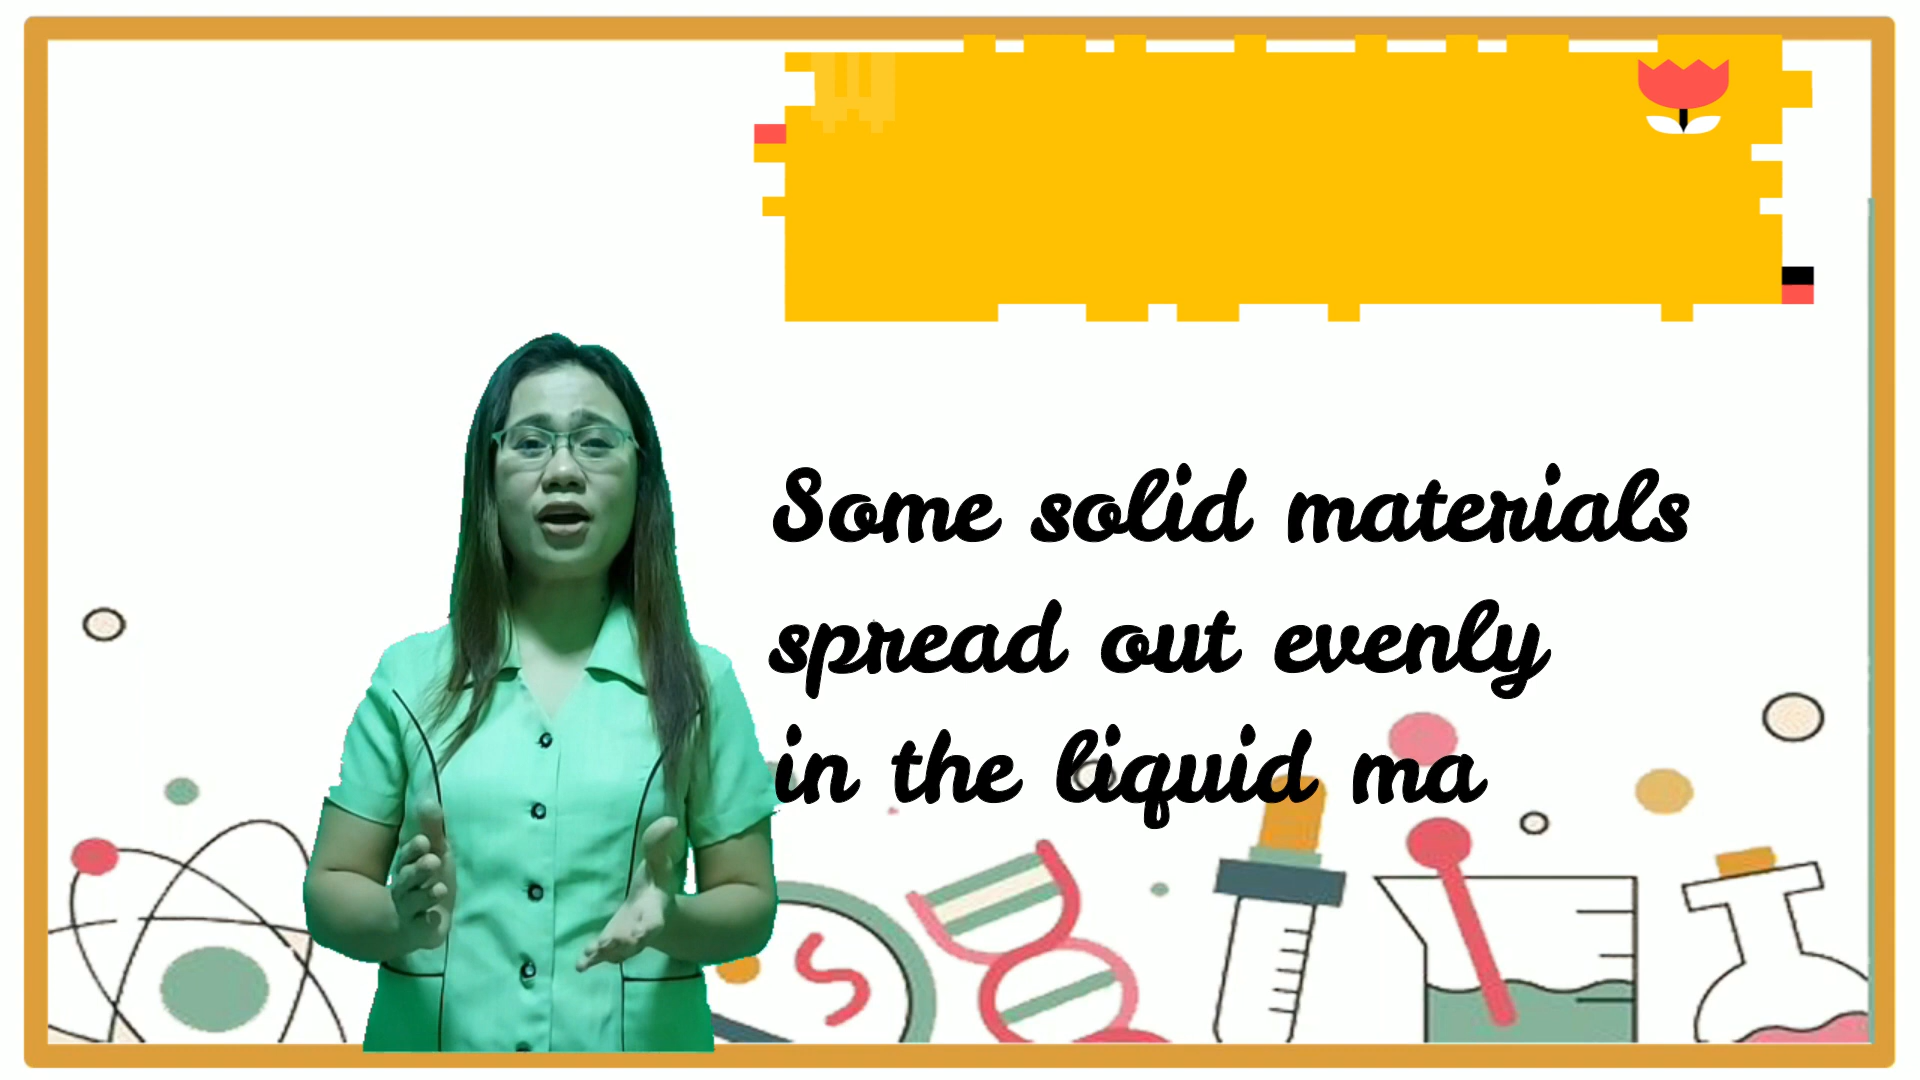 Some solid materials
spread out evenly
in the liquid ma